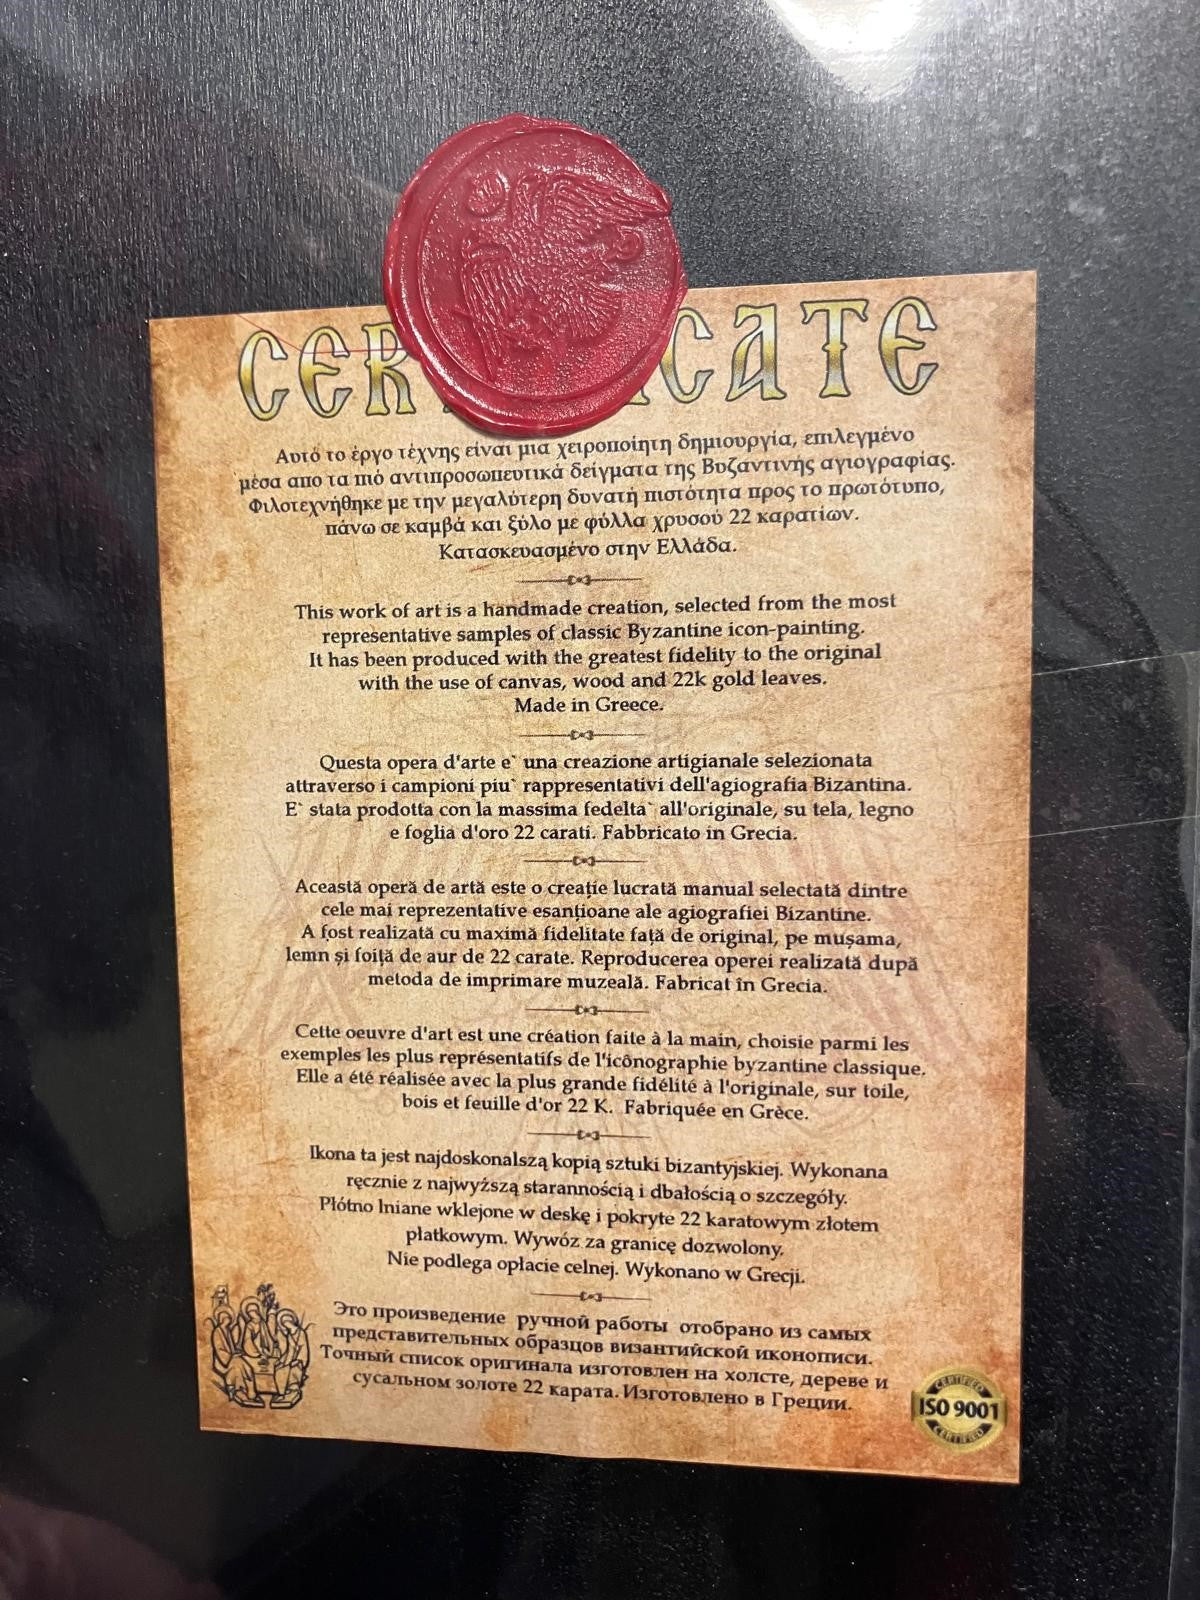 CERTIFICATE
Αυτό το έργο τέχνης είναι μια χειροποίητη δημιουργία, επιλεγμένο
μέσα απο τα πιό αντιπροσωπευτικά δείγματα της Βυζαντινής αγιογραφίας.
Φιλοτεχνήθηκε με την μεγαλύτερη δυνατή πιστότητα προς το πρωτότυπο,
πάνω σε καμβά και ξύλο με φύλλα χρυσού 22 καρατίων.
Κατασκευασμένο στην Ελλάδα.
This work of art is a handmade creation, selected from the most
representative samples of classic Byzantine icon-painting.
It has been produced with the greatest fidelity to the original
with the use of canvas, wood and 22k gold leaves.
Made in Greece.
Questa opera d'arte e` una creazione artigianale selezionata
attraverso i campioni piu` rappresentativi dell'agiografia Bizantina.
E` stata prodotta con la massima fedelta` all'originale, su tela, legno
e foglia d'oro 22 carati. Fabbricato in Grecia.
Această operă de artă este o creație lucrată manual selectată dintre
cele mai reprezentative esanțioane ale agiografiei Bizantine.
A fost realizată cu maximă fidelitate față de original, pe mușama,
lemn și foiță de aur de 22 carate. Reproducerea operei realizată după
metoda de imprimare muzeală. Fabricat în Grecia.
Cette oeuvre d'art est une création faite à la main, choisie parmi les
exemples les plus représentatifs de l'icônographie byzantine classique.
Elle a été réalisée avec la plus grande fidélité à l'originale, sur toile,
bois et feuille d'or 22 K. Fabriquée en Grèce.
Ikona ta jest najdoskonalszą kopią sztuki bizantyjskiej. Wykonana
ręcznie z najwyższą starannością i dbałością o szczegóły.
Płótno lniane wklejone w deskę i pokryte 22 karatowym złotem
płatkowym. Wywóz za granicę dozwolony.
Nie podlega opłacie celnej. Wykonano w Grecji.
Это произведение ручной работы отобрано из самых
представительных образцов византийской иконописи.
Точный список оригинала изготовлен на холсте, дереве и
сусальном золоте 22 карата. Изготовлено в Греции.
CERTIFIED
ISO 9001
CERTIFIED